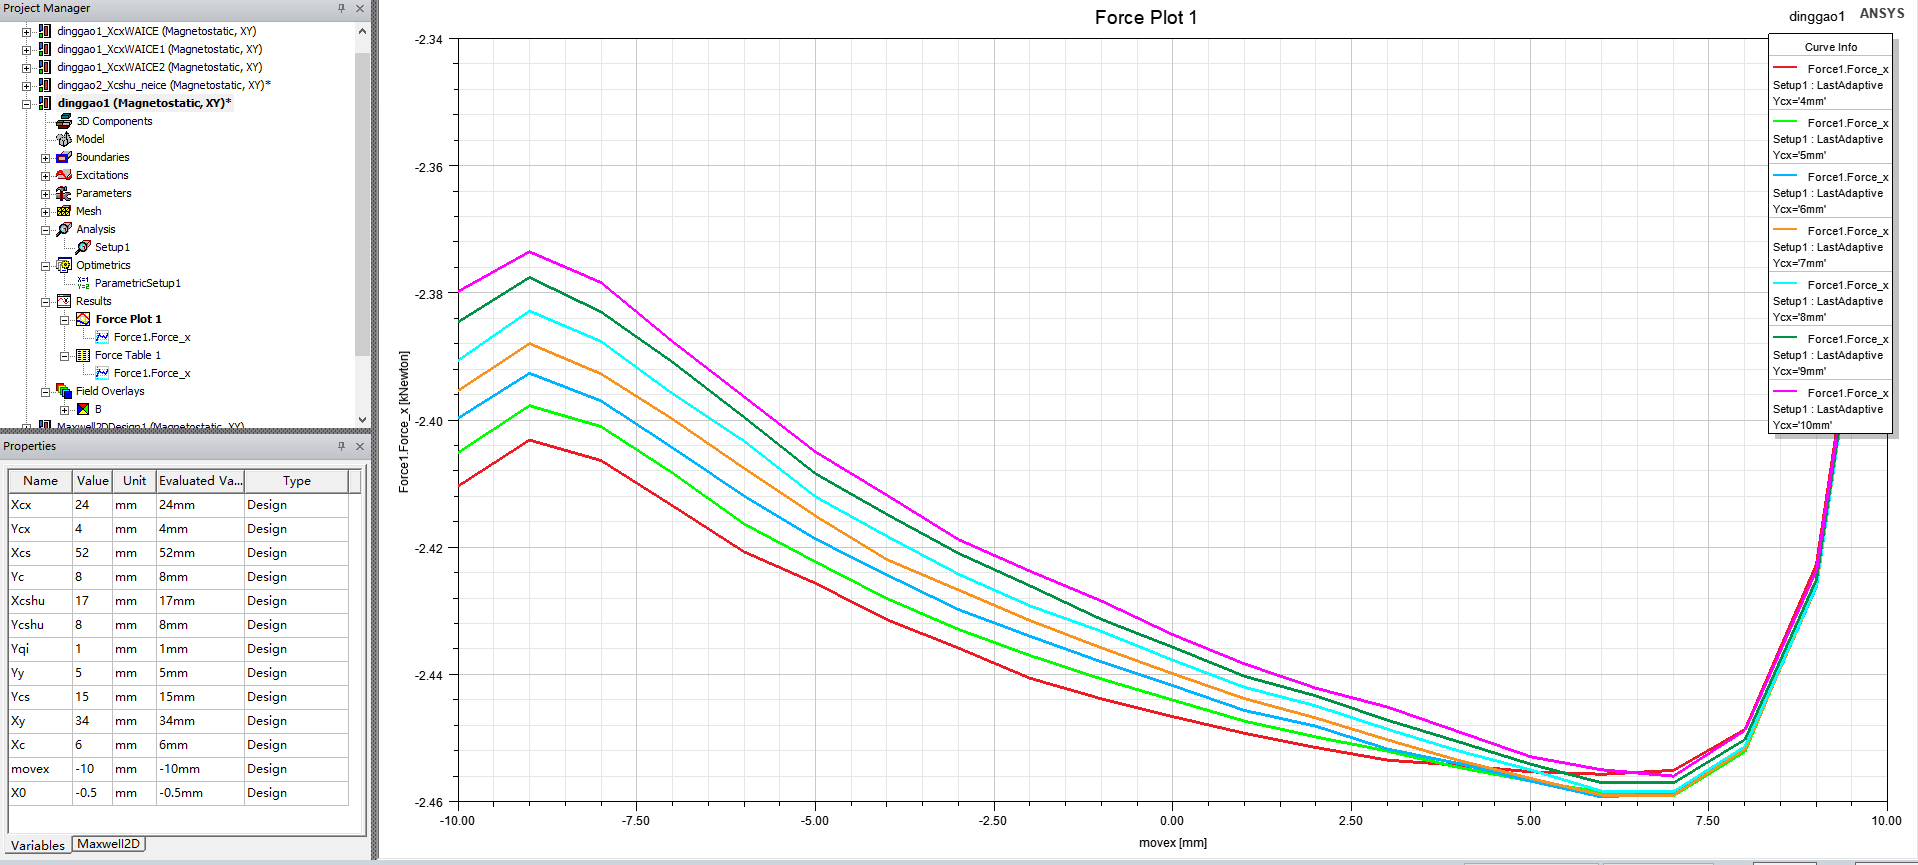 Project Manager
dinggao1_XcxWAICE (Magnetostatic, XY)
dinggao1_XcxWAICE1 (Magnetostatic, XY)
dinggao1_XcxWAICE2 (Magnetostatic, XY)
dinggao2_Xcshu_neice (Magnetostatic, XY)*
dinggao1 (Magnetostatic, XY)*
3D Components
Model
Boundaries
Excitations
Parameters
Mesh
Analysis
Setup1
Optimetrics
ParametricSetup1
Results
Force Plot 1
Force1.Force_x
Force Table 1
Force1.Force_x
Field Overlays
B
Maxwell2DDesign1 (Magnetostatic, XY)
Properties
Name Value Unit Evaluated Va... Type
Xcx 24 mm 24mm Design
Ycx 4 mm 4mm Design
Xcs 52 mm 52mm Design
Yc 8 mm 8mm Design
Xcshu 17 mm 17mm Design
Ycshu 8 mm 8mm Design
Yqi 1 mm 1mm Design
Yy 5 mm 5mm Design
Ycs 15 mm 15mm Design
Xy 34 mm 34mm Design
Xc 6 mm 6mm Design
movex -10 mm -10mm Design
X0 -0.5 mm -0.5mm Design
Variables Maxwell2D
Force Plot 1
dinggao1 ANSYS
Force1.Force_x [kNewton]
-2.34
-2.36
-2.38
-2.40
-2.42
-2.44
-2.46
-10.00 -7.50 -5.00 -2.50 0.00 2.50 5.00 7.50 10.00
movex [mm]
Curve Info
Force1.Force_x
Setup1 : LastAdaptive
Ycx='4mm'
Force1.Force_x
Setup1 : LastAdaptive
Ycx='5mm'
Force1.Force_x
Setup1 : LastAdaptive
Ycx='6mm'
Force1.Force_x
Setup1 : LastAdaptive
Ycx='7mm'
Force1.Force_x
Setup1 : LastAdaptive
Ycx='8mm'
Force1.Force_x
Setup1 : LastAdaptive
Ycx='9mm'
Force1.Force_x
Setup1 : LastAdaptive
Ycx='10mm'